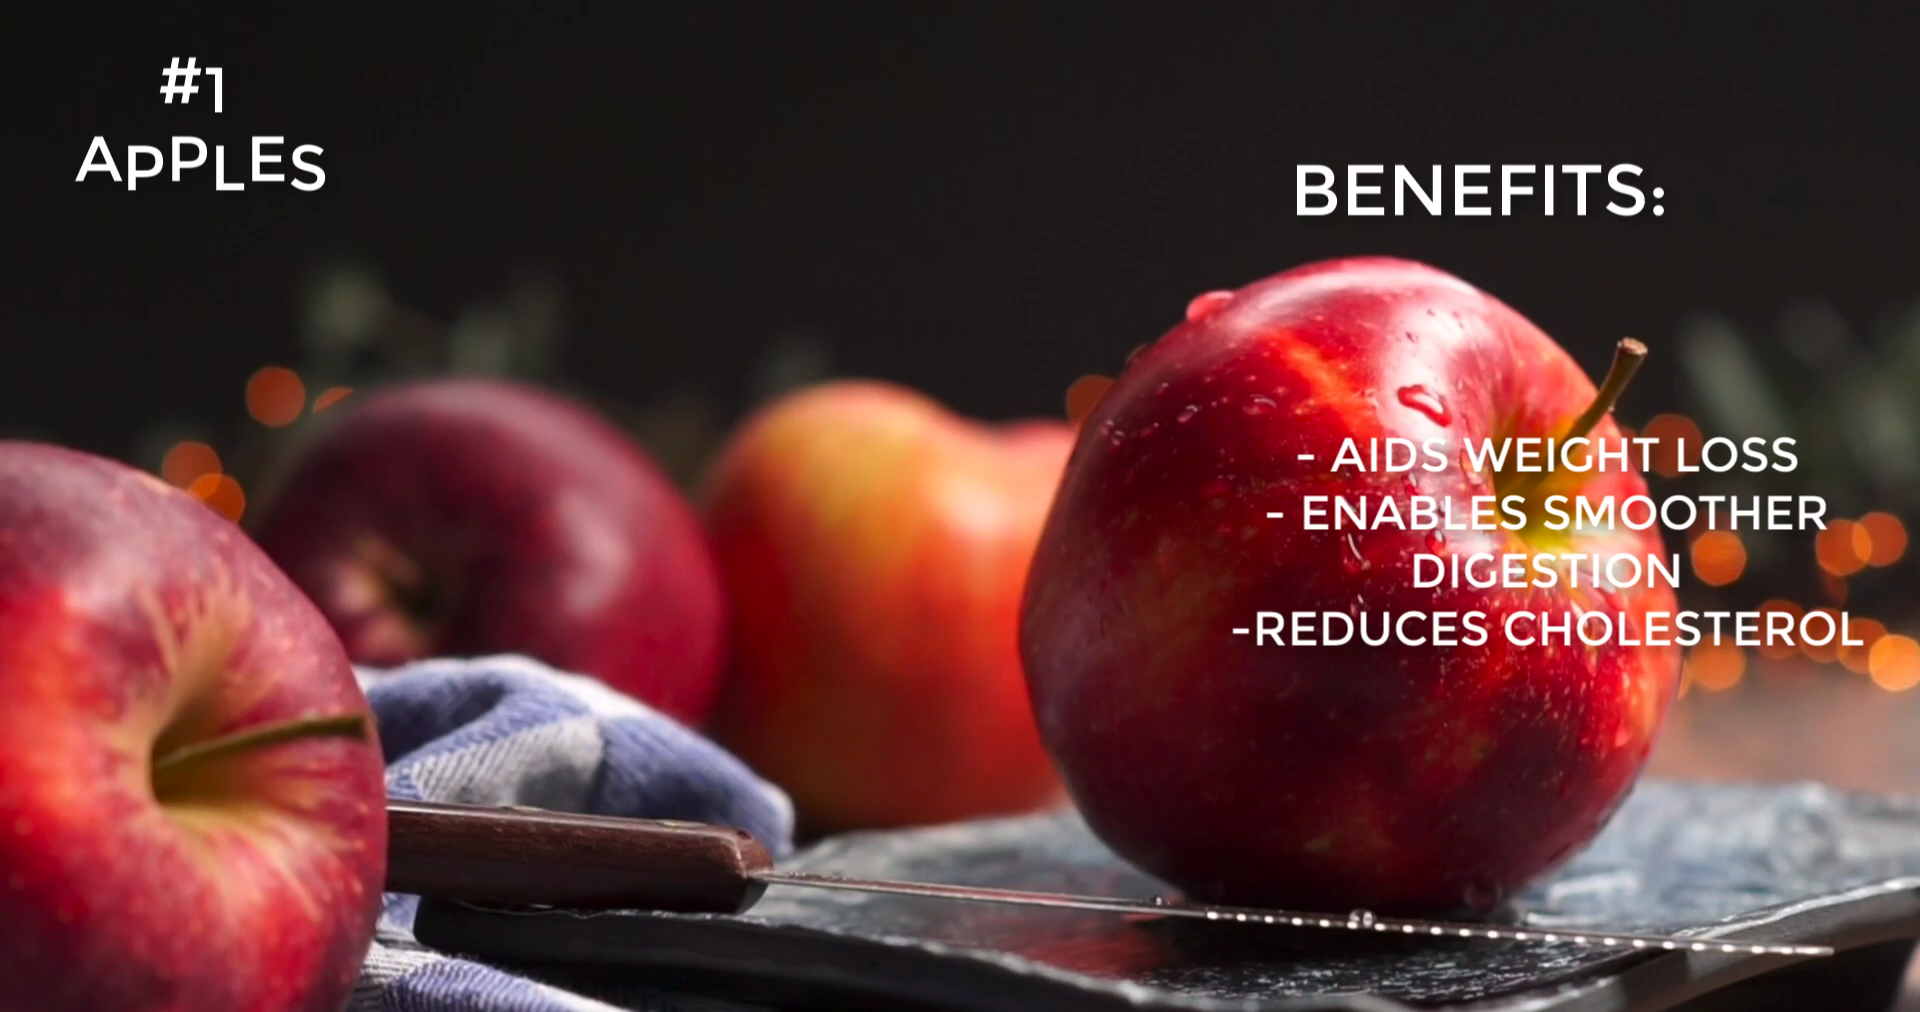 #1
APPLES
BENEFITS:
- AIDS WEIGHT LOSS
- ENABLES SMOOTHER
DIGESTION
-REDUCES CHOLESTEROL